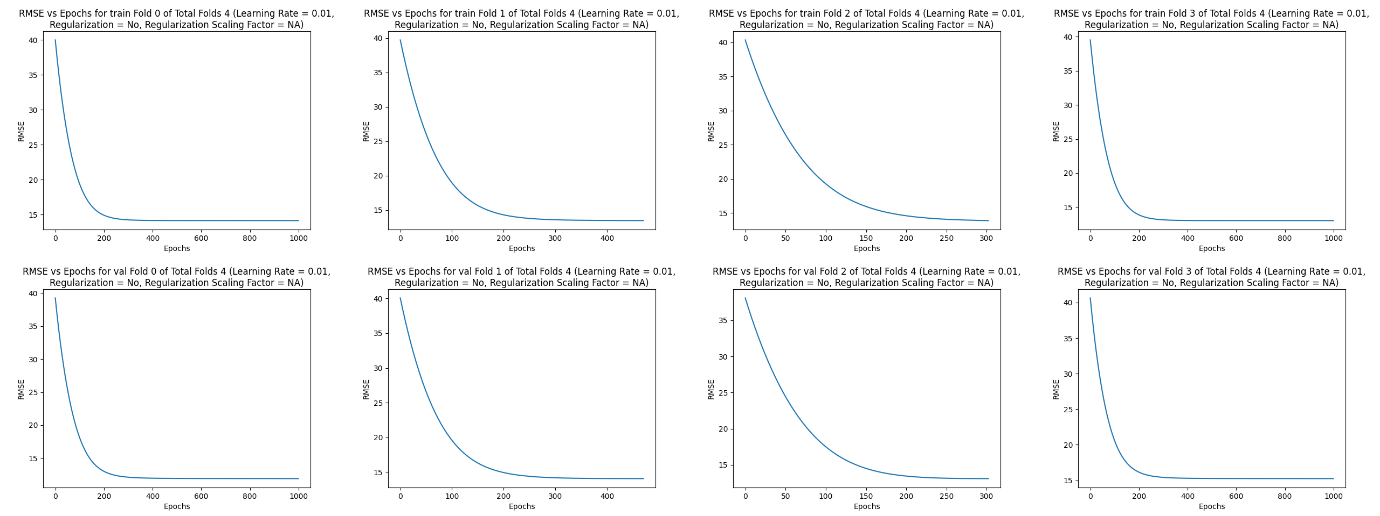 RMSE vs Epochs for train Fold 0 of Total Folds 4 (Learning Rate = 0.01,
Regularization = No, Regularization Scaling Factor = NA)
40
35
30
25
20
15
RMSE
0 200 400 600 800 1000
Epochs
RMSE vs Epochs for train Fold 1 of Total Folds 4 (Learning Rate = 0.01,
Regularization = No, Regularization Scaling Factor = NA)
40
35
30
25
20
15
RMSE
0 100 200 300 400
Epochs
RMSE vs Epochs for train Fold 2 of Total Folds 4 (Learning Rate = 0.01,
Regularization = No, Regularization Scaling Factor = NA)
40
35
30
25
20
15
RMSE
0 50 100 150 200 250 300
Epochs
RMSE vs Epochs for train Fold 3 of Total Folds 4 (Learning Rate = 0.01,
Regularization = No, Regularization Scaling Factor = NA)
40
35
30
25
20
15
RMSE
0 200 400 600 800 1000
Epochs
RMSE vs Epochs for val Fold 0 of Total Folds 4 (Learning Rate = 0.01,
Regularization = No, Regularization Scaling Factor = NA)
40
35
30
25
20
15
RMSE
0 200 400 600 800 1000
Epochs
RMSE vs Epochs for val Fold 1 of Total Folds 4 (Learning Rate = 0.01,
Regularization = No, Regularization Scaling Factor = NA)
40
35
30
25
20
15
RMSE
0 100 200 300 400
Epochs
RMSE vs Epochs for val Fold 2 of Total Folds 4 (Learning Rate = 0.01,
Regularization = No, Regularization Scaling Factor = NA)
35
30
25
20
15
RMSE
0 50 100 150 200 250 300
Epochs
RMSE vs Epochs for val Fold 3 of Total Folds 4 (Learning Rate = 0.01,
Regularization = No, Regularization Scaling Factor = NA)
40
35
30
25
20
15
RMSE
0 200 400 600 800 1000
Epochs